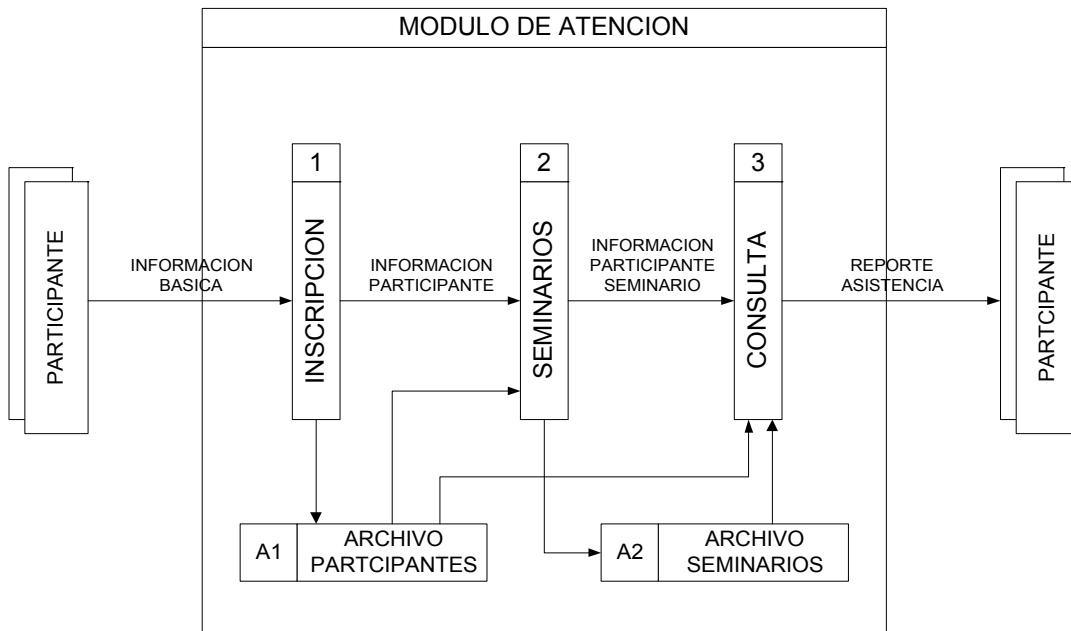 MODULO DE ATENCION
1
2
3
PARTICIPANTE
INFORMACION
BASICA
INSCRIPCION
INFORMACION
PARTICIPANTE
SEMINARIOS
INFORMACION
PARTICIPANTE
SEMINARIO
CONSULTA
REPORTE
ASISTENCIA
PARTCIPANTE
A1
ARCHIVO
PARTCIPANTES
A2
ARCHIVO
SEMINARIOS